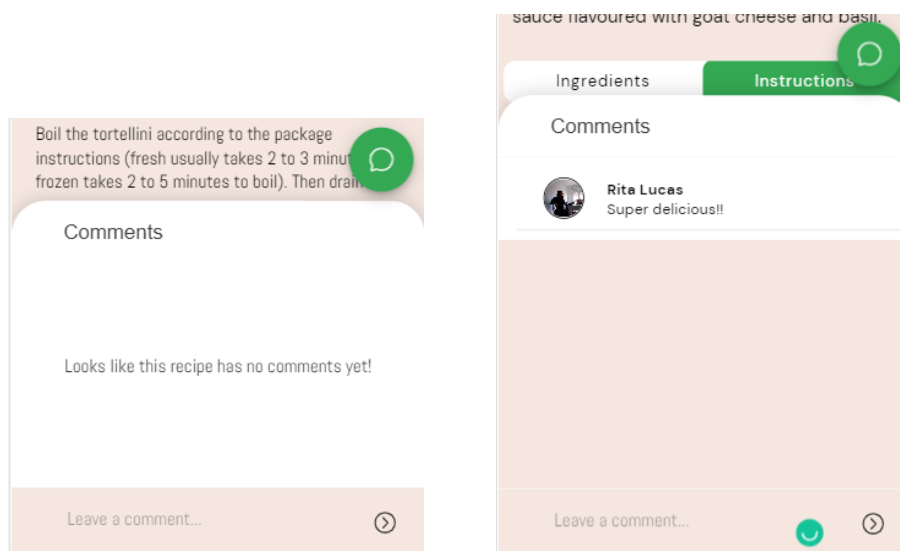 Boil the tortellini according to the package
instructions (fresh usually takes 2 to 3
frozen takes 2 to 5 minutes to boil). Then
Comments
Looks like this recipe has no comments yet!
Leave a comment...
sauce flavoured with goat cheese and basil.
Ingredients
Instructions
Comments
Rita Lucas
Super delicious!!
Leave a comment...